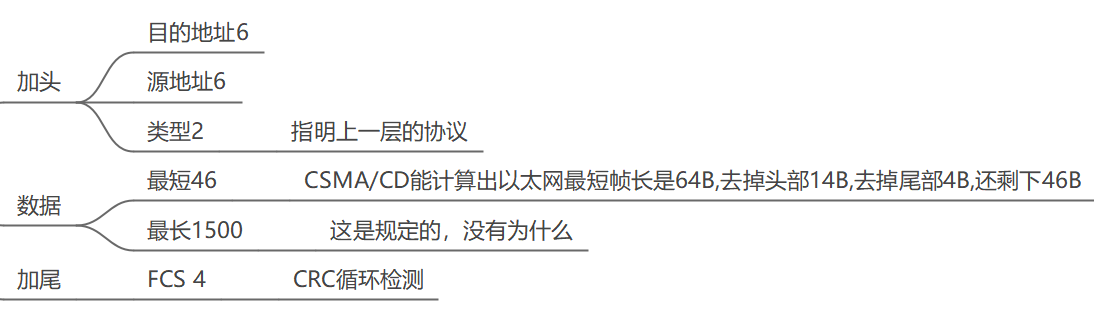 目的地址6
加头
源地址6
类型2 指明上一层的协议
最短46 CSMA/CD能计算出以太网最短帧长是64B,去掉头部14B,去掉尾部4B,还剩下46B
数据
最长1500 这是规定的，没有为什么
加尾 FCS 4 CRC循环检测